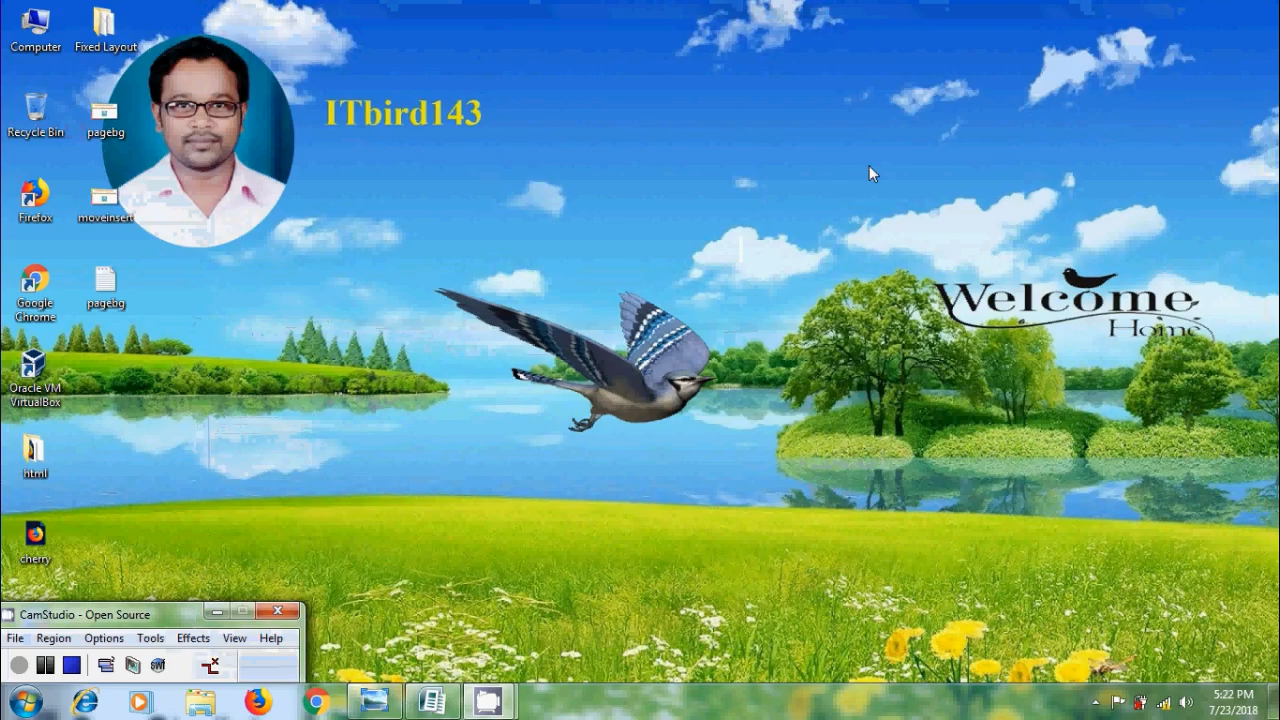 Computer
Fixed Layout
ITbird143
Recycle Bin
pagebg
Firefox
moveinsert
Google
Chrome
pagebg
Welcome
Home
Oracle VM
VirtualBox
html
cherry
CamStudio - Open Source
File Region Options Tools Effects View Help
5:22 PM
7/23/2018